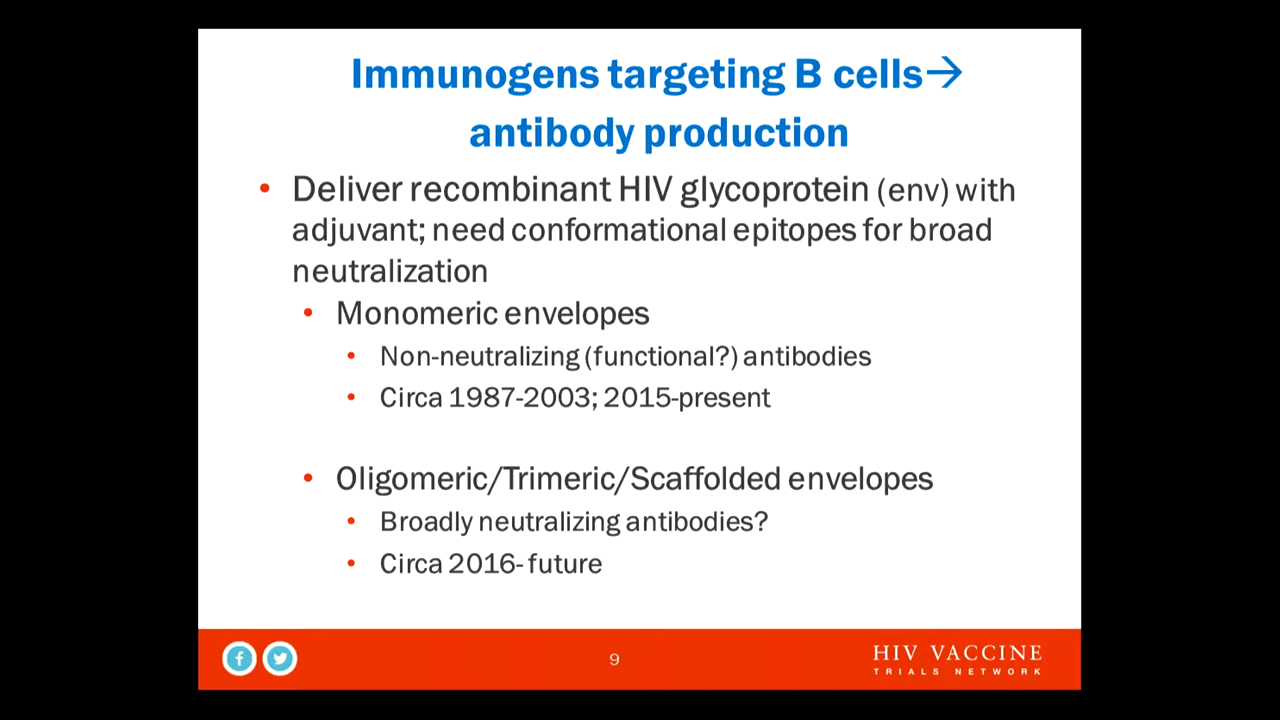 Immunogens targeting B cells→
antibody production
• Deliver recombinant HIV glycoprotein (env) with
adjuvant; need conformational epitopes for broad
neutralization
• Monomeric envelopes
• Non-neutralizing (functional?) antibodies
• Circa 1987-2003; 2015-present
• Oligomeric/Trimeric/Scaffolded envelopes
• Broadly neutralizing antibodies?
• Circa 2016- future
9
HIV VACCINE
TRIALS NETWORK